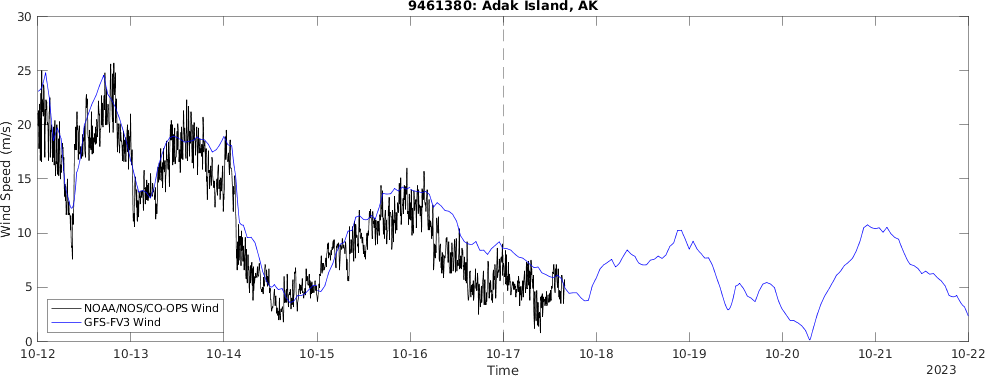 9461380: Adak Island, AK
Wind Speed (m/s)
30
25
20
15
10
5
0
NOAA/NOS/CO-OPS Wind
GFS-FV3 Wind
10-12 10-13 10-14 10-15 10-16 10-17 10-18 10-19 10-20 10-21 10-22
Time
2023